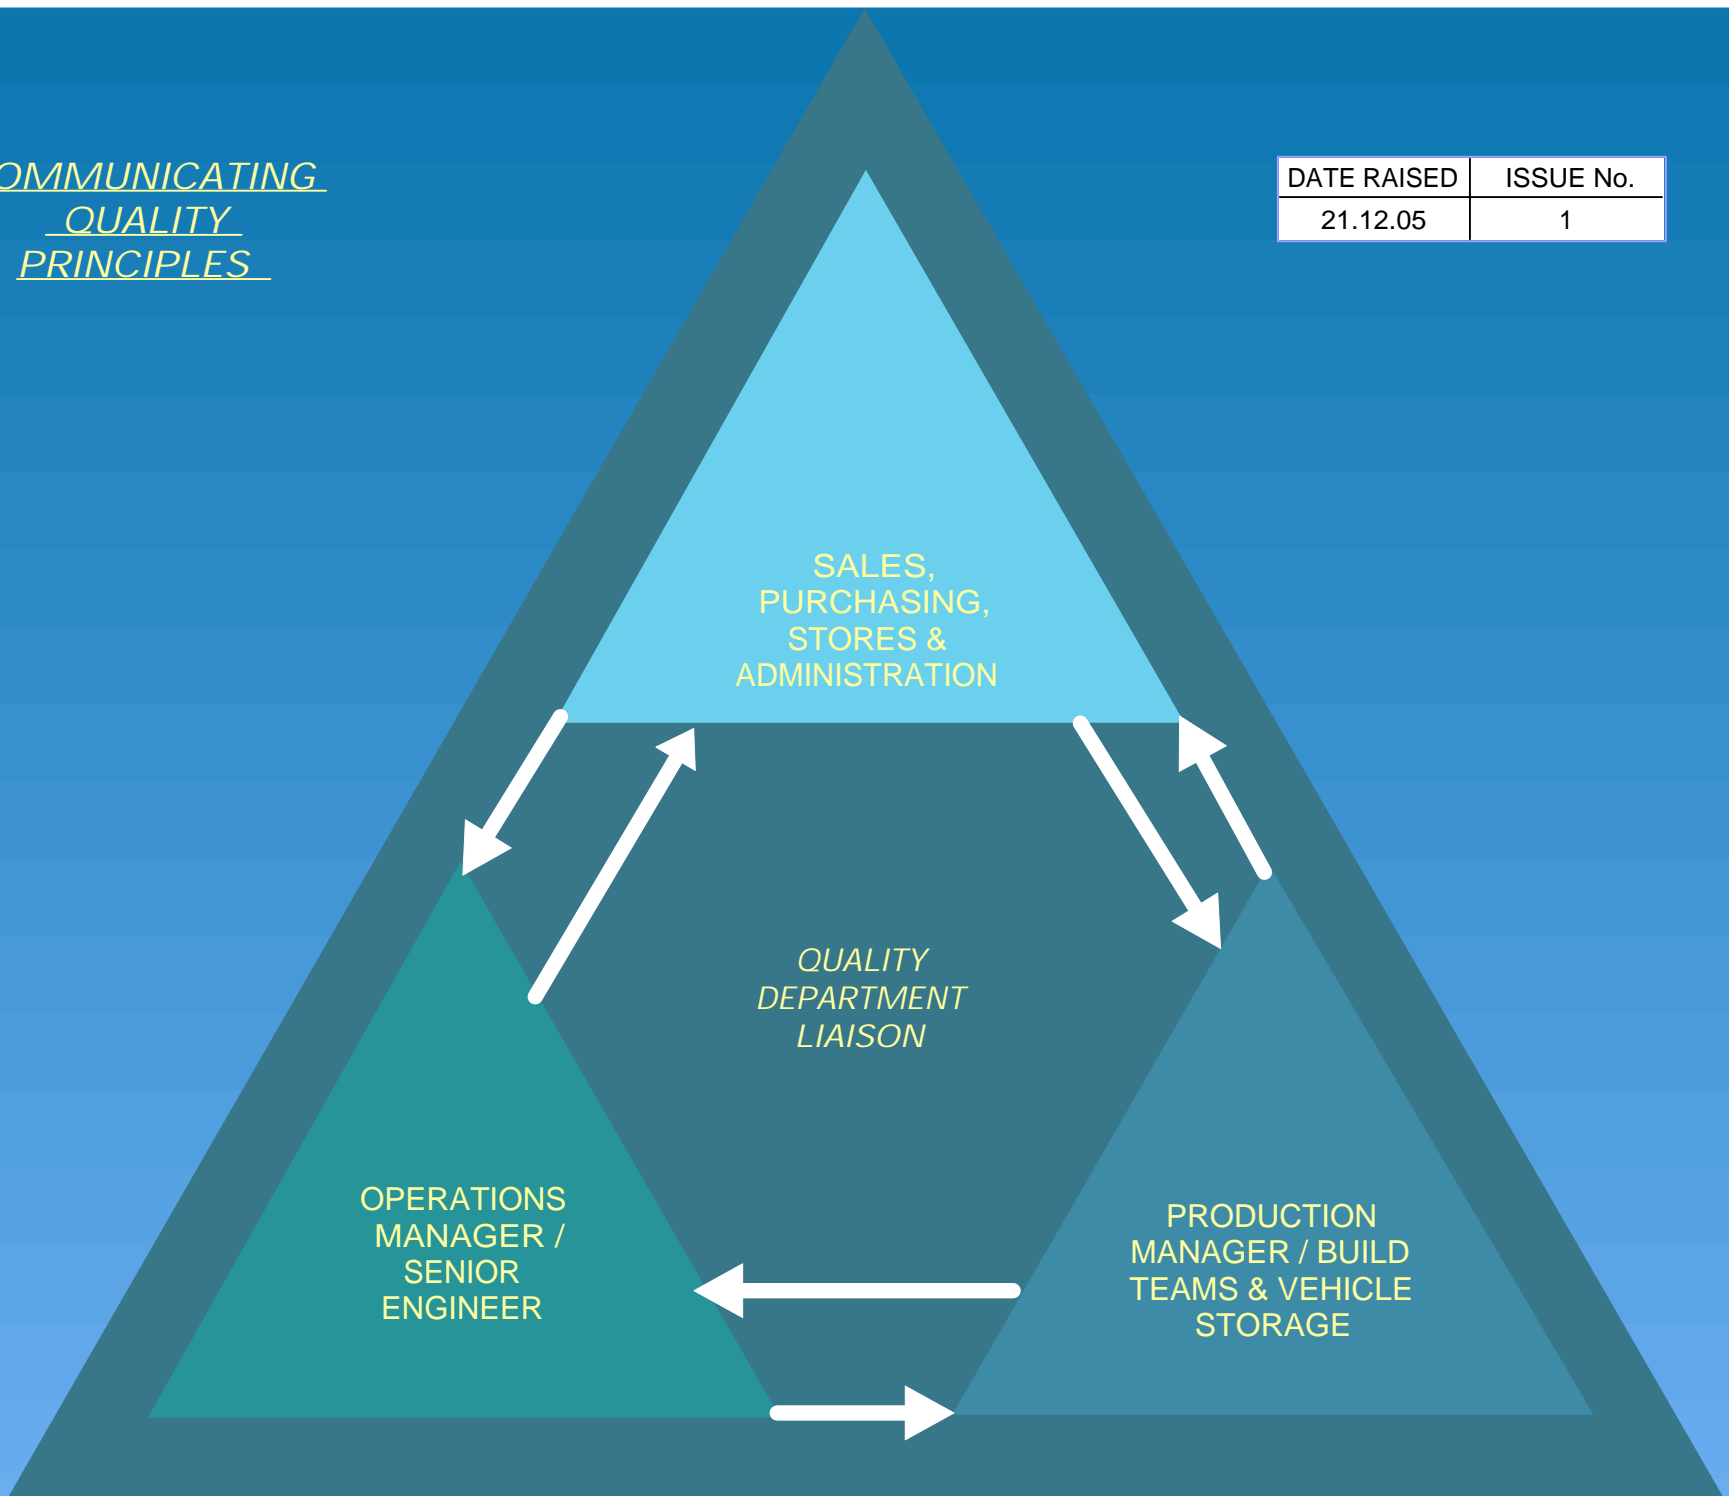 OMMUNICATING
QUALITY
PRINCIPLES
DATE RAISED ISSUE No.
21.12.05 1
SALES,
PURCHASING,
STORES &
ADMINISTRATION
QUALITY
DEPARTMENT
LIAISON
OPERATIONS
MANAGER /
SENIOR
ENGINEER
PRODUCTION
MANAGER / BUILD
TEAMS & VEHICLE
STORAGE